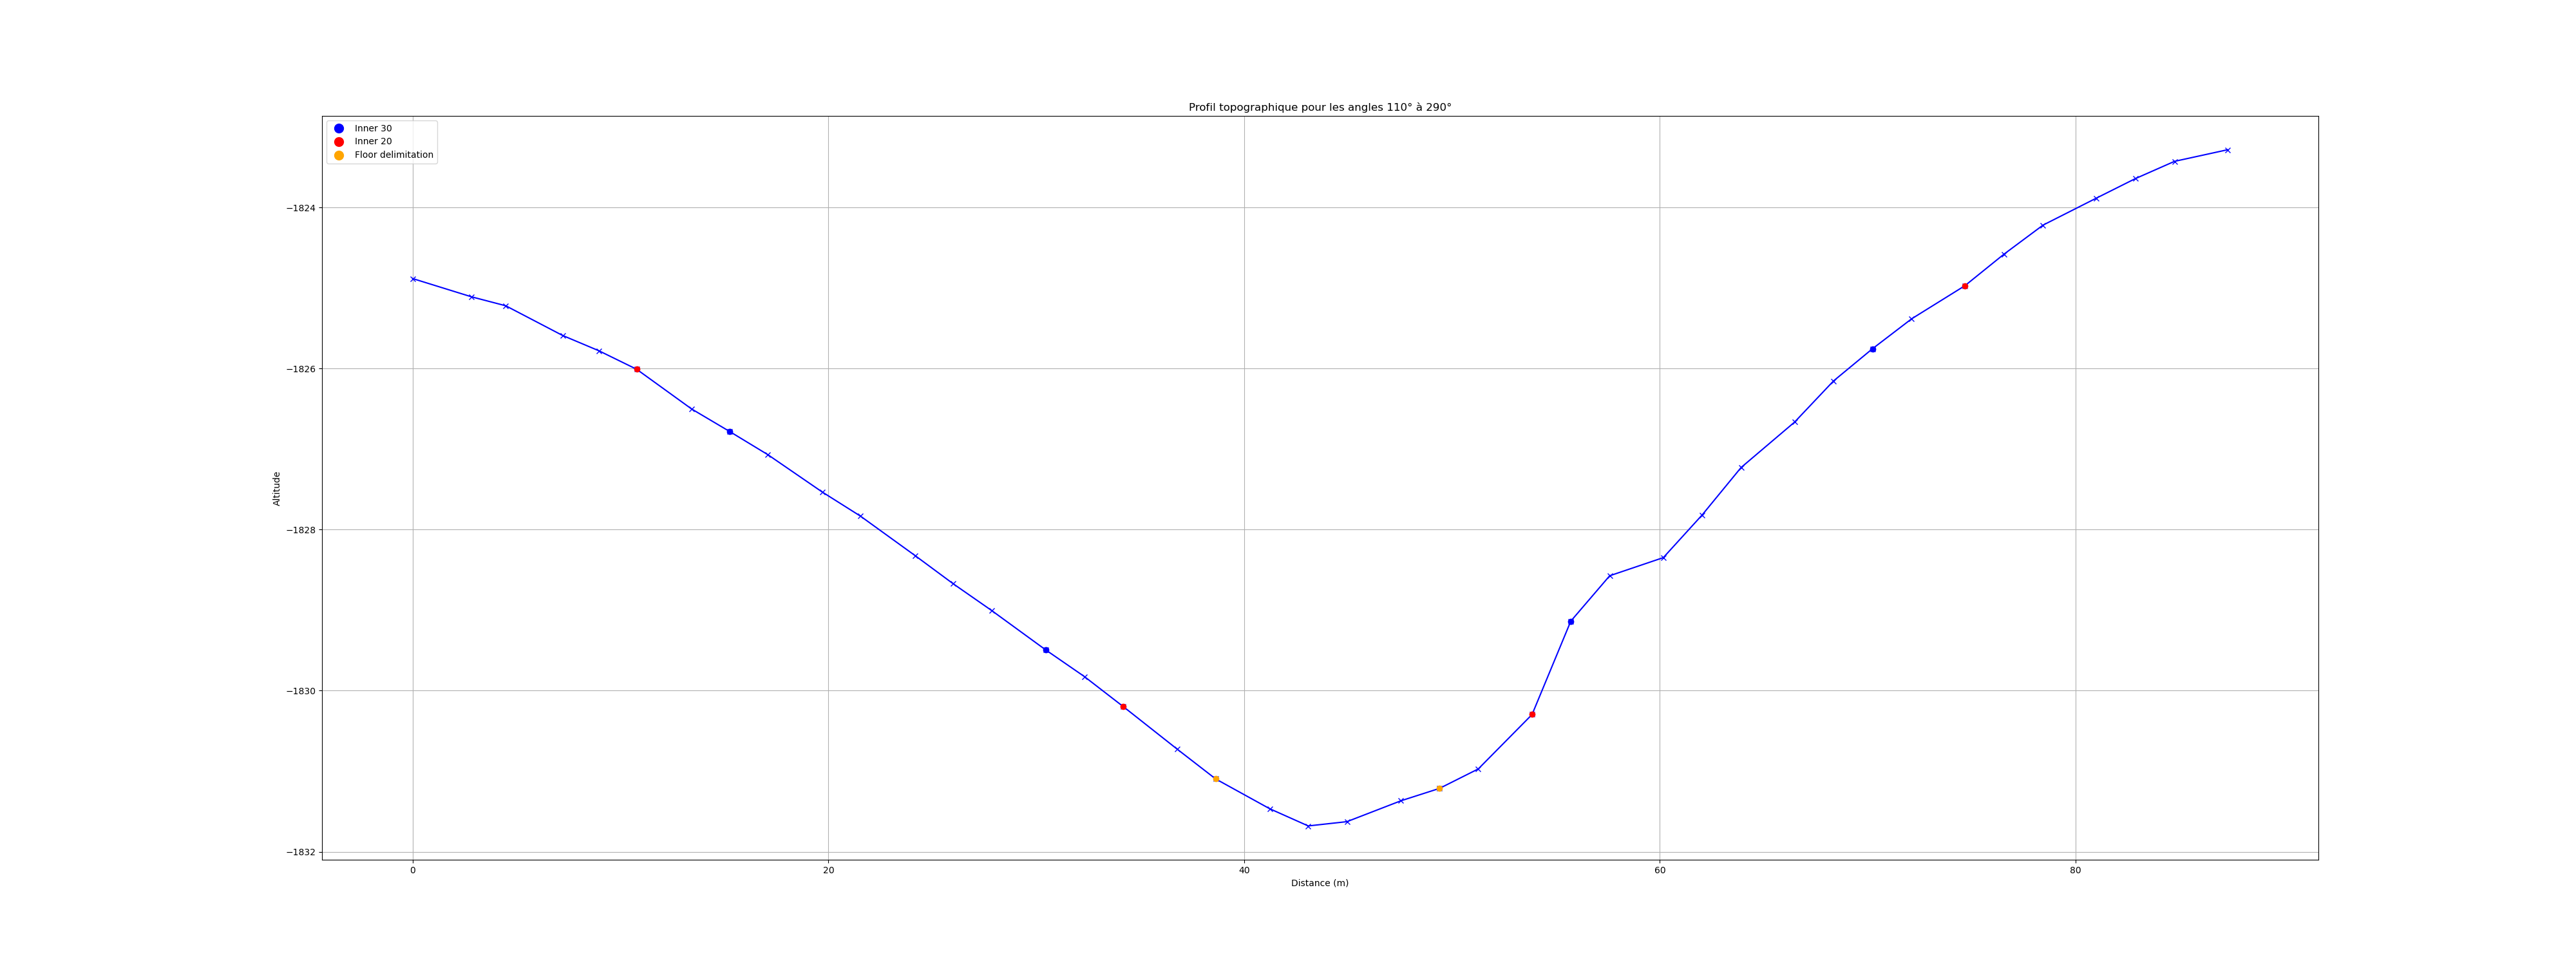 Profil topographique pour les angles 110° à 290°
Inner 30
Inner 20
Floor delimitation
−1824
−1826
−1828
−1830
−1832
Altitude
0 20 40 60 80
Distance (m)